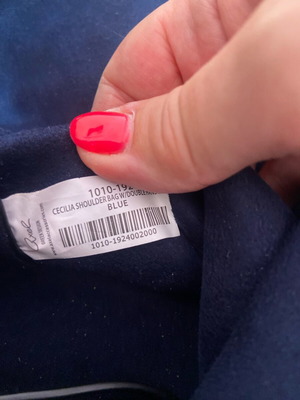 1010-192
CECILIA SHOULDER BAG W/DOUBLE
BLUE
1010-1924002000